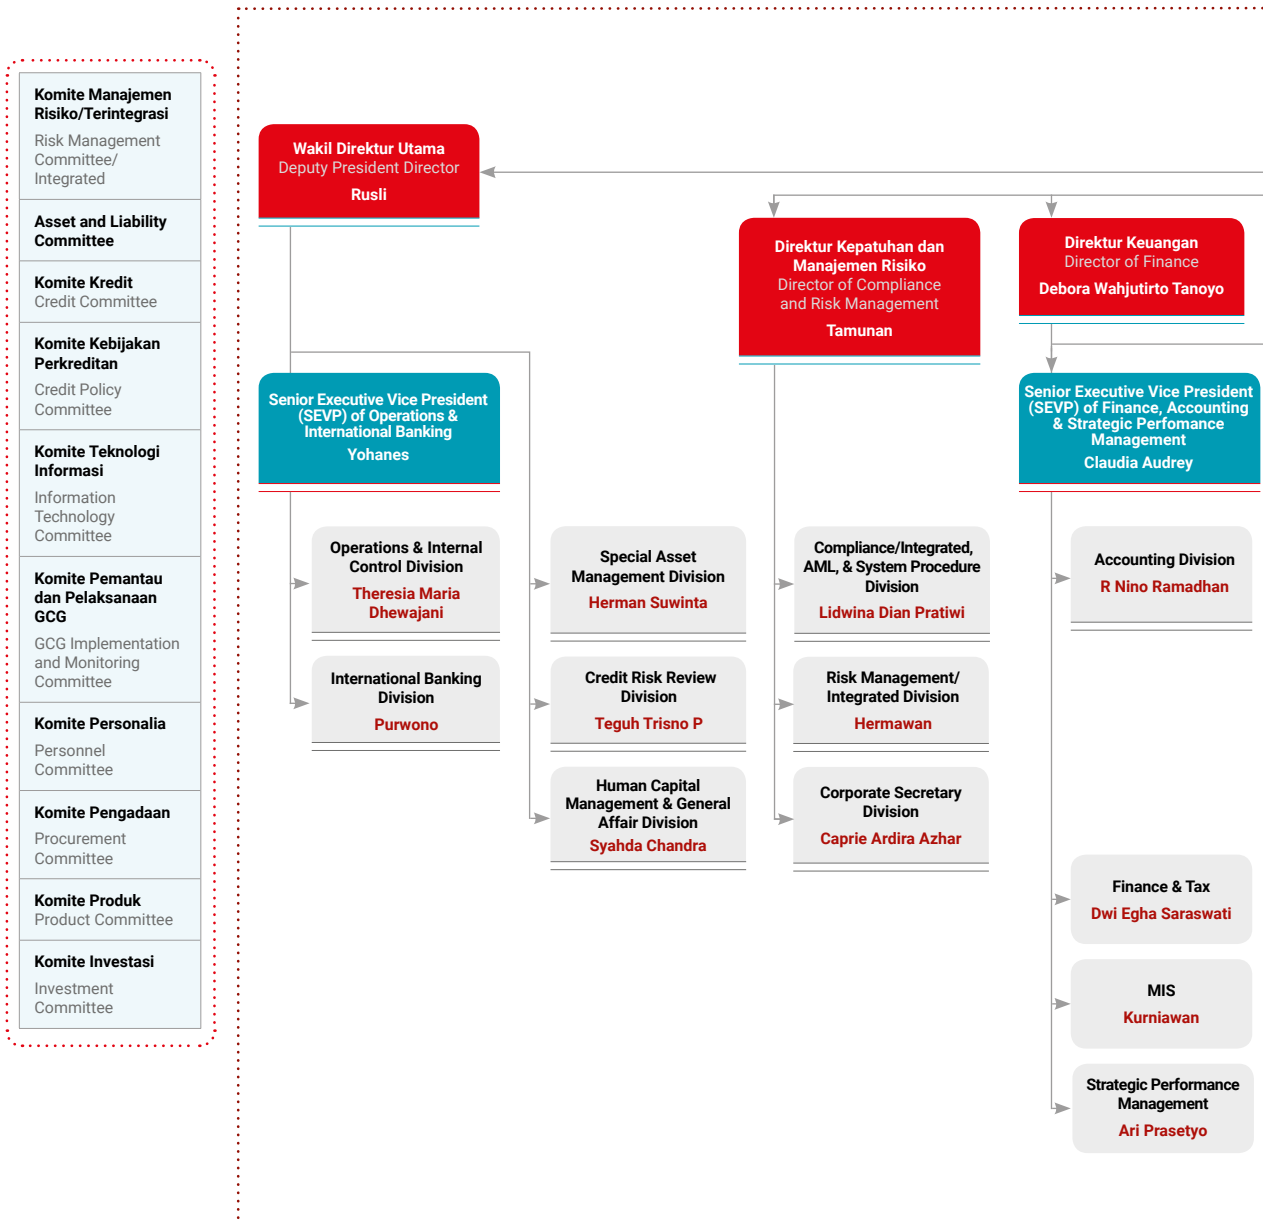 Komite Manajemen
Risiko/Terintegrasi
Risk Management
Committee/
Integrated
Asset and Liability
Committee
Komite Kredit
Credit Committee
Komite Kebijakan
Perkreditan
Credit Policy
Committee
Komite Teknologi
Informasi
Information
Technology
Committee
Komite Pemantau
dan Pelaksanaan
GCG
GCG Implementation
and Monitoring
Committee
Komite Personalia
Personnel
Committee
Komite Pengadaan
Procurement
Committee
Komite Produk
Product Committee
Komite Investasi
Investment
Committee
Wakil Direktur Utama
Deputy President Director
Rusli
Senior Executive Vice President
(SEVP) of Operations &
International Banking
Yohanes
Operations & Internal
Control Division
Theresia Maria
Dhewajani
International Banking
Division
Purwono
Special Asset
Management Division
Herman Suwinta
Credit Risk Review
Division
Teguh Trisno P
Human Capital
Management & General
Affair Division
Syahda Chandra
Direktur Kepatuhan dan
Manajemen Risiko
Director of Compliance
and Risk Management
Tamunan
Compliance/Integrated,
AML, & System Procedure
Division
Lidwina Dian Pratiwi
Risk Management/
Integrated Division
Hermawan
Corporate Secretary
Division
Caprie Ardira Azhar
Direktur Keuangan
Director of Finance
Debora Wahjutirto Tanoyo
Senior Executive Vice President
(SEVP) of Finance, Accounting
& Strategic Perfomance
Management
Claudia Audrey
Accounting Division
R Nino Ramadhan
Finance & Tax
Dwi Egha Saraswati
MIS
Kurniawan
Strategic Performance
Management
Ari Prasetyo